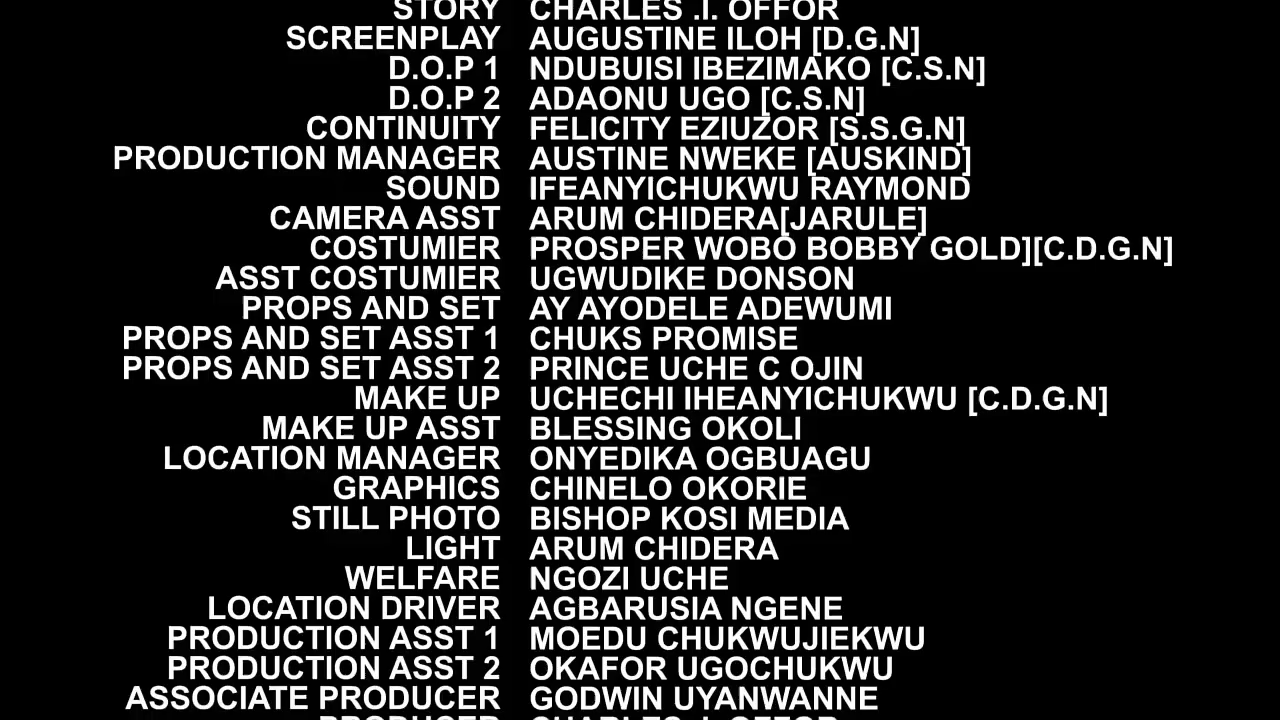 STORY CHARLES .I. OFFOR
SCREENPLAY AUGUSTINE ILOH [D.G.N]
D.O.P 1 NDUBUISI IBEZIMAKO [C.S.N]
D.O.P 2 ADAONU UGO [C.S.N]
CONTINUITY FELICITY EZIUZOR [S.S.G.N]
PRODUCTION MANAGER AUSTINE NWEKE [AUSKIND]
SOUND IFEANYICHUKWU RAYMOND
CAMERA ASST ARUM CHIDERA[JARULE]
COSTUMIER PROSPER WOBO BOBBY GOLD][C.D.G.N]
ASST COSTUMIER UGWUDIKE DONSON
PROPS AND SET AY AYODELE ADEWUMI
PROPS AND SET ASST 1 CHUKS PROMISE
PROPS AND SET ASST 2 PRINCE UCHE C OJIN
MAKE UP UCHECHI IHEANYICHUKWU [C.D.G.N]
MAKE UP ASST BLESSING OKOLI
LOCATION MANAGER ONYEDIKA OGBUAGU
GRAPHICS CHINELO OKORIE
STILL PHOTO BISHOP KOSI MEDIA
LIGHT ARUM CHIDERA
WELFARE NGOZI UCHE
LOCATION DRIVER AGBARUSIA NGENE
PRODUCTION ASST 1 MOEDU CHUKWUJIEKWU
PRODUCTION ASST 2 OKAFOR UGOCHUKWU
ASSOCIATE PRODUCER GODWIN UYANWANNE
PRODUCER CHARLES .I. OFFOR